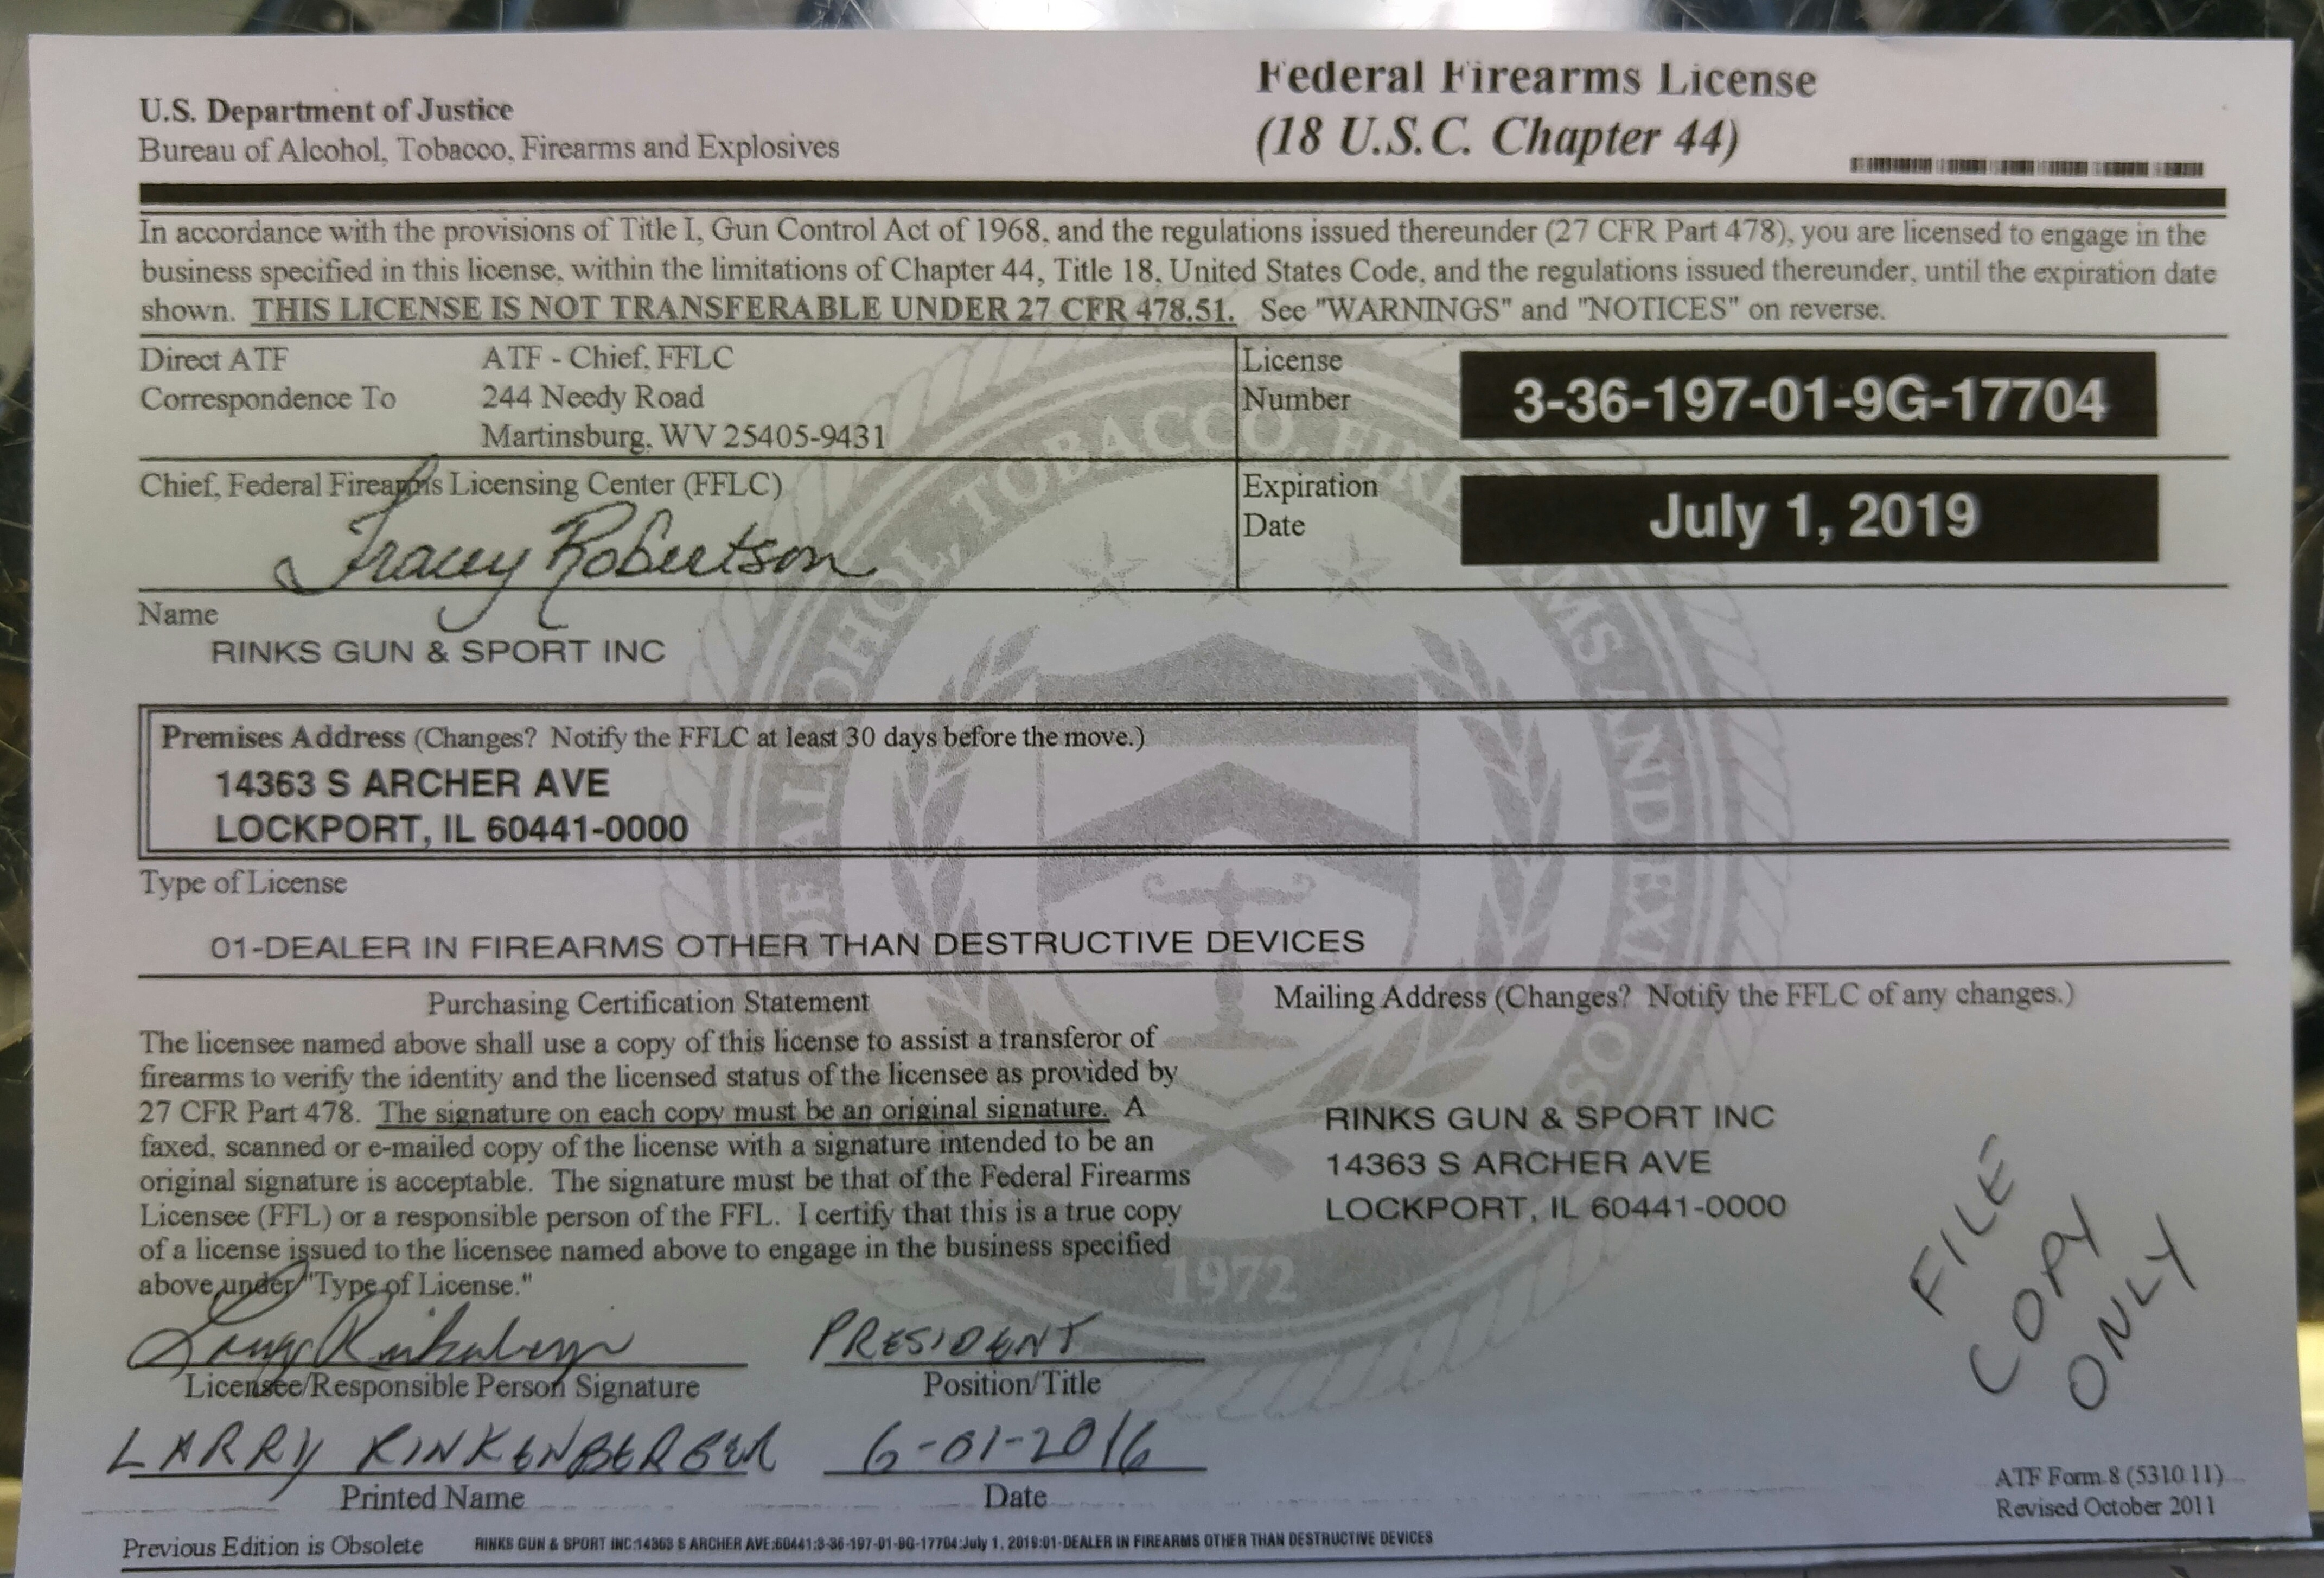 U.S. Department of Justice
Bureau of Alcohol, Tobacco, Firearms and Explosives
Federal Firearms License
(18 U.S.C. Chapter 44)
In accordance with the provisions of Title I, Gun Control Act of 1968, and the regulations issued thereunder (27 CFR Part 478), you are licensed to engage in the
business specified in this license, within the limitations of Chapter 44, Title 18, United States Code, and the regulations issued thereunder, until the expiration date
shown. THIS LICENSE IS NOT TRANSFERABLE UNDER 27 CFR 478.51. See "WARNINGS" and "NOTICES" on reverse.
Direct ATF
Correspondence To
ATF - Chief, FFLC
244 Needy Road
Martinsburg, WV 25405-9431
License
Number
3-36-197-01-9G-17704
Chief, Federal Firearms Licensing Center (FFLC)
Tracey Robertson
Expiration
Date
July 1, 2019
Name
RINKS GUN & SPORT INC
Premises Address (Changes? Notify the FFLC at least 30 days before the move.)
14363 S ARCHER AVE
LOCKPORT, IL 60441-0000
Type of License
01-DEALER IN FIREARMS OTHER THAN DESTRUCTIVE DEVICES
Purchasing Certification Statement
The licensee named above shall use a copy of this license to assist a transferor of
firearms to verify the identity and the licensed status of the licensee as provided by
27 CFR Part 478. The signature on each copy must be an original signature. A
faxed, scanned or e-mailed copy of the license with a signature intended to be an
original signature is acceptable. The signature must be that of the Federal Firearms
Licensee (FFL) or a responsible person of the FFL. I certify that this is a true copy
of a license issued to the licensee named above to engage in the business specified
above under "Type of License."
Mailing Address (Changes? Notify the FFLC of any changes.)
RINKS GUN & SPORT INC
14363 S ARCHER AVE
LOCKPORT, IL 60441-0000
FILE
COPY
ONLY
1972
Larry Rinkenberger
Licensee/Responsible Person Signature
PRESIDENT
Position/Title
LARRY RINKENBERGER
Printed Name
6-01-2016
Date
ATF Form 8 (5310.11)
Revised October 2011
Previous Edition is Obsolete
RINKS GUN & SPORT INC:14363 S ARCHER AVE:60441:3-36-197-01-9G-17704:July 1, 2019:01-DEALER IN FIREARMS OTHER THAN DESTRUCTIVE DEVICES